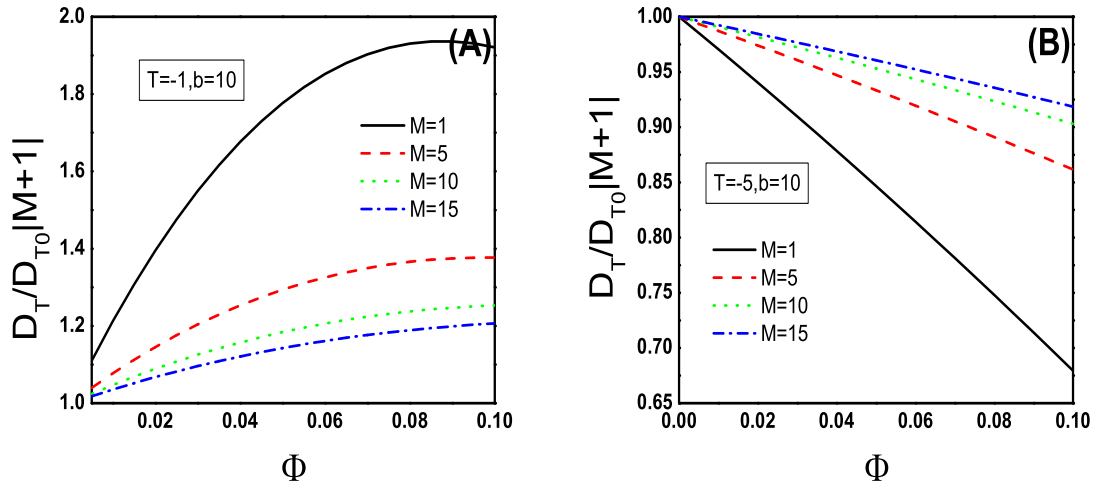 (A)
T=-1,b=10
M=1
M=5
M=10
M=15
D_T/D_T0|M+1|
2.0
1.8
1.6
1.4
1.2
1.0
0.02
0.04
0.06
0.08
0.10
Φ
(B)
T=-5,b=10
M=1
M=5
M=10
M=15
D_T/D_T0|M+1|
1.00
0.95
0.90
0.85
0.80
0.75
0.70
0.65
0.00
0.02
0.04
0.06
0.08
0.10
Φ